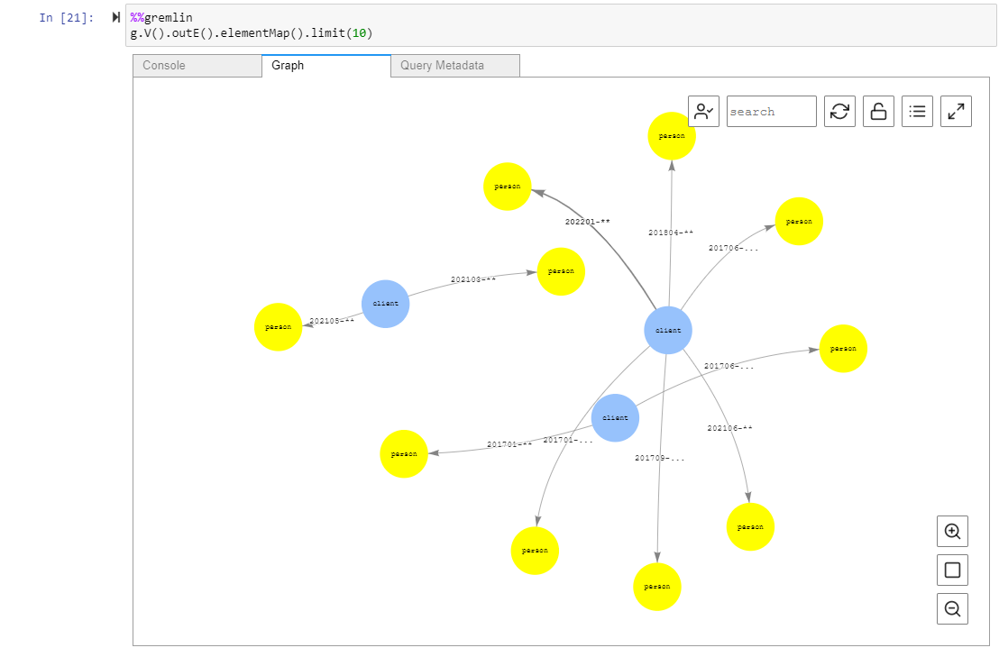 In [21]:
%%gremlin
g.V().outE().elementMap().limit(10)
Console
Graph
Query Metadata
search
person
person
202201-**
person
201804-**
201706-...
person
202103-**
client
person
202105-**
client
person
201706-...
client
202106-**
person
201701-**
201701-...
201709-...
person
person
person